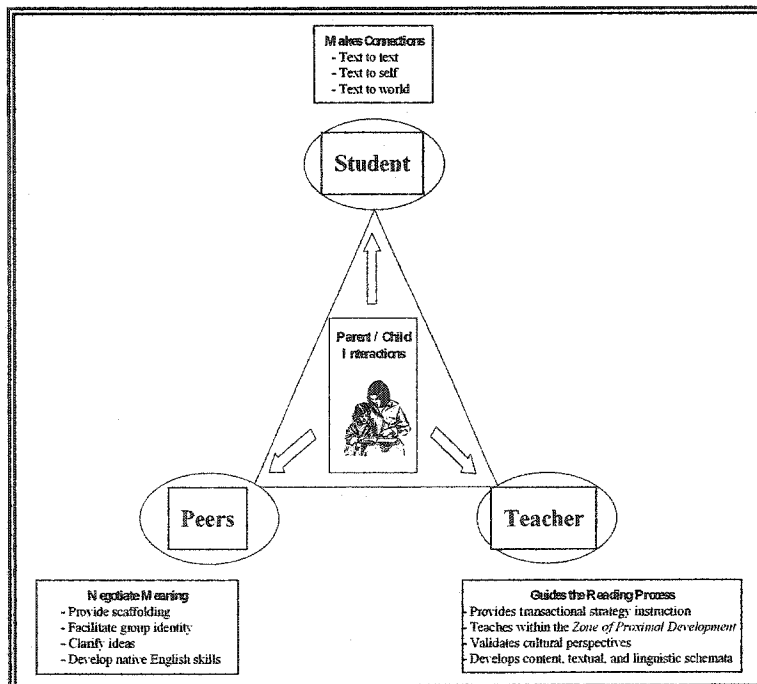 Makes Connections
- Text to text
- Text to self
- Text to world
Student
Parent / Child
Interactions
Peers
Teacher
Negotiate Meaning
- Provide scaffolding
- Facilitate group identity
- Clarify ideas
- Develop native English skills
Guides the Reading Process
- Provides transactional strategy instruction
- Teaches within the Zone of Proximal Development
- Validates cultural perspectives
- Develops content, textual, and linguistic schemata